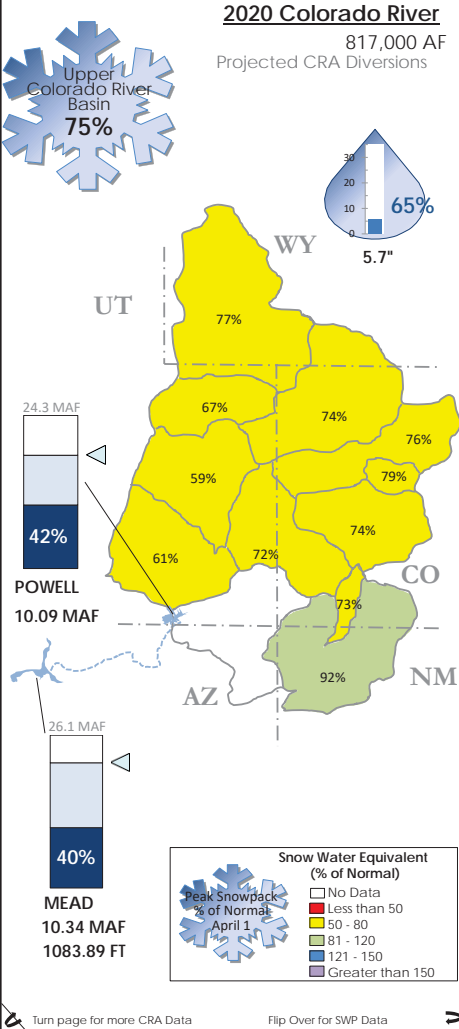 2020 Colorado River
817,000 AF
Projected CRA Diversions
Upper
Colorado River
Basin
75%
30
20
10
0
65%
5.7"
WY
UT
77%
67%
74%
76%
59%
79%
74%
61%
72%
CO
73%
92%
NM
AZ
24.3 MAF
42%
POWELL
10.09 MAF
26.1 MAF
40%
MEAD
10.34 MAF
1083.89 FT
Peak Snowpack
% of Normal
April 1
Snow Water Equivalent
(% of Normal)
No Data
Less than 50
50 - 80
81 - 120
121 - 150
Greater than 150
Turn page for more CRA Data
Flip Over for SWP Data